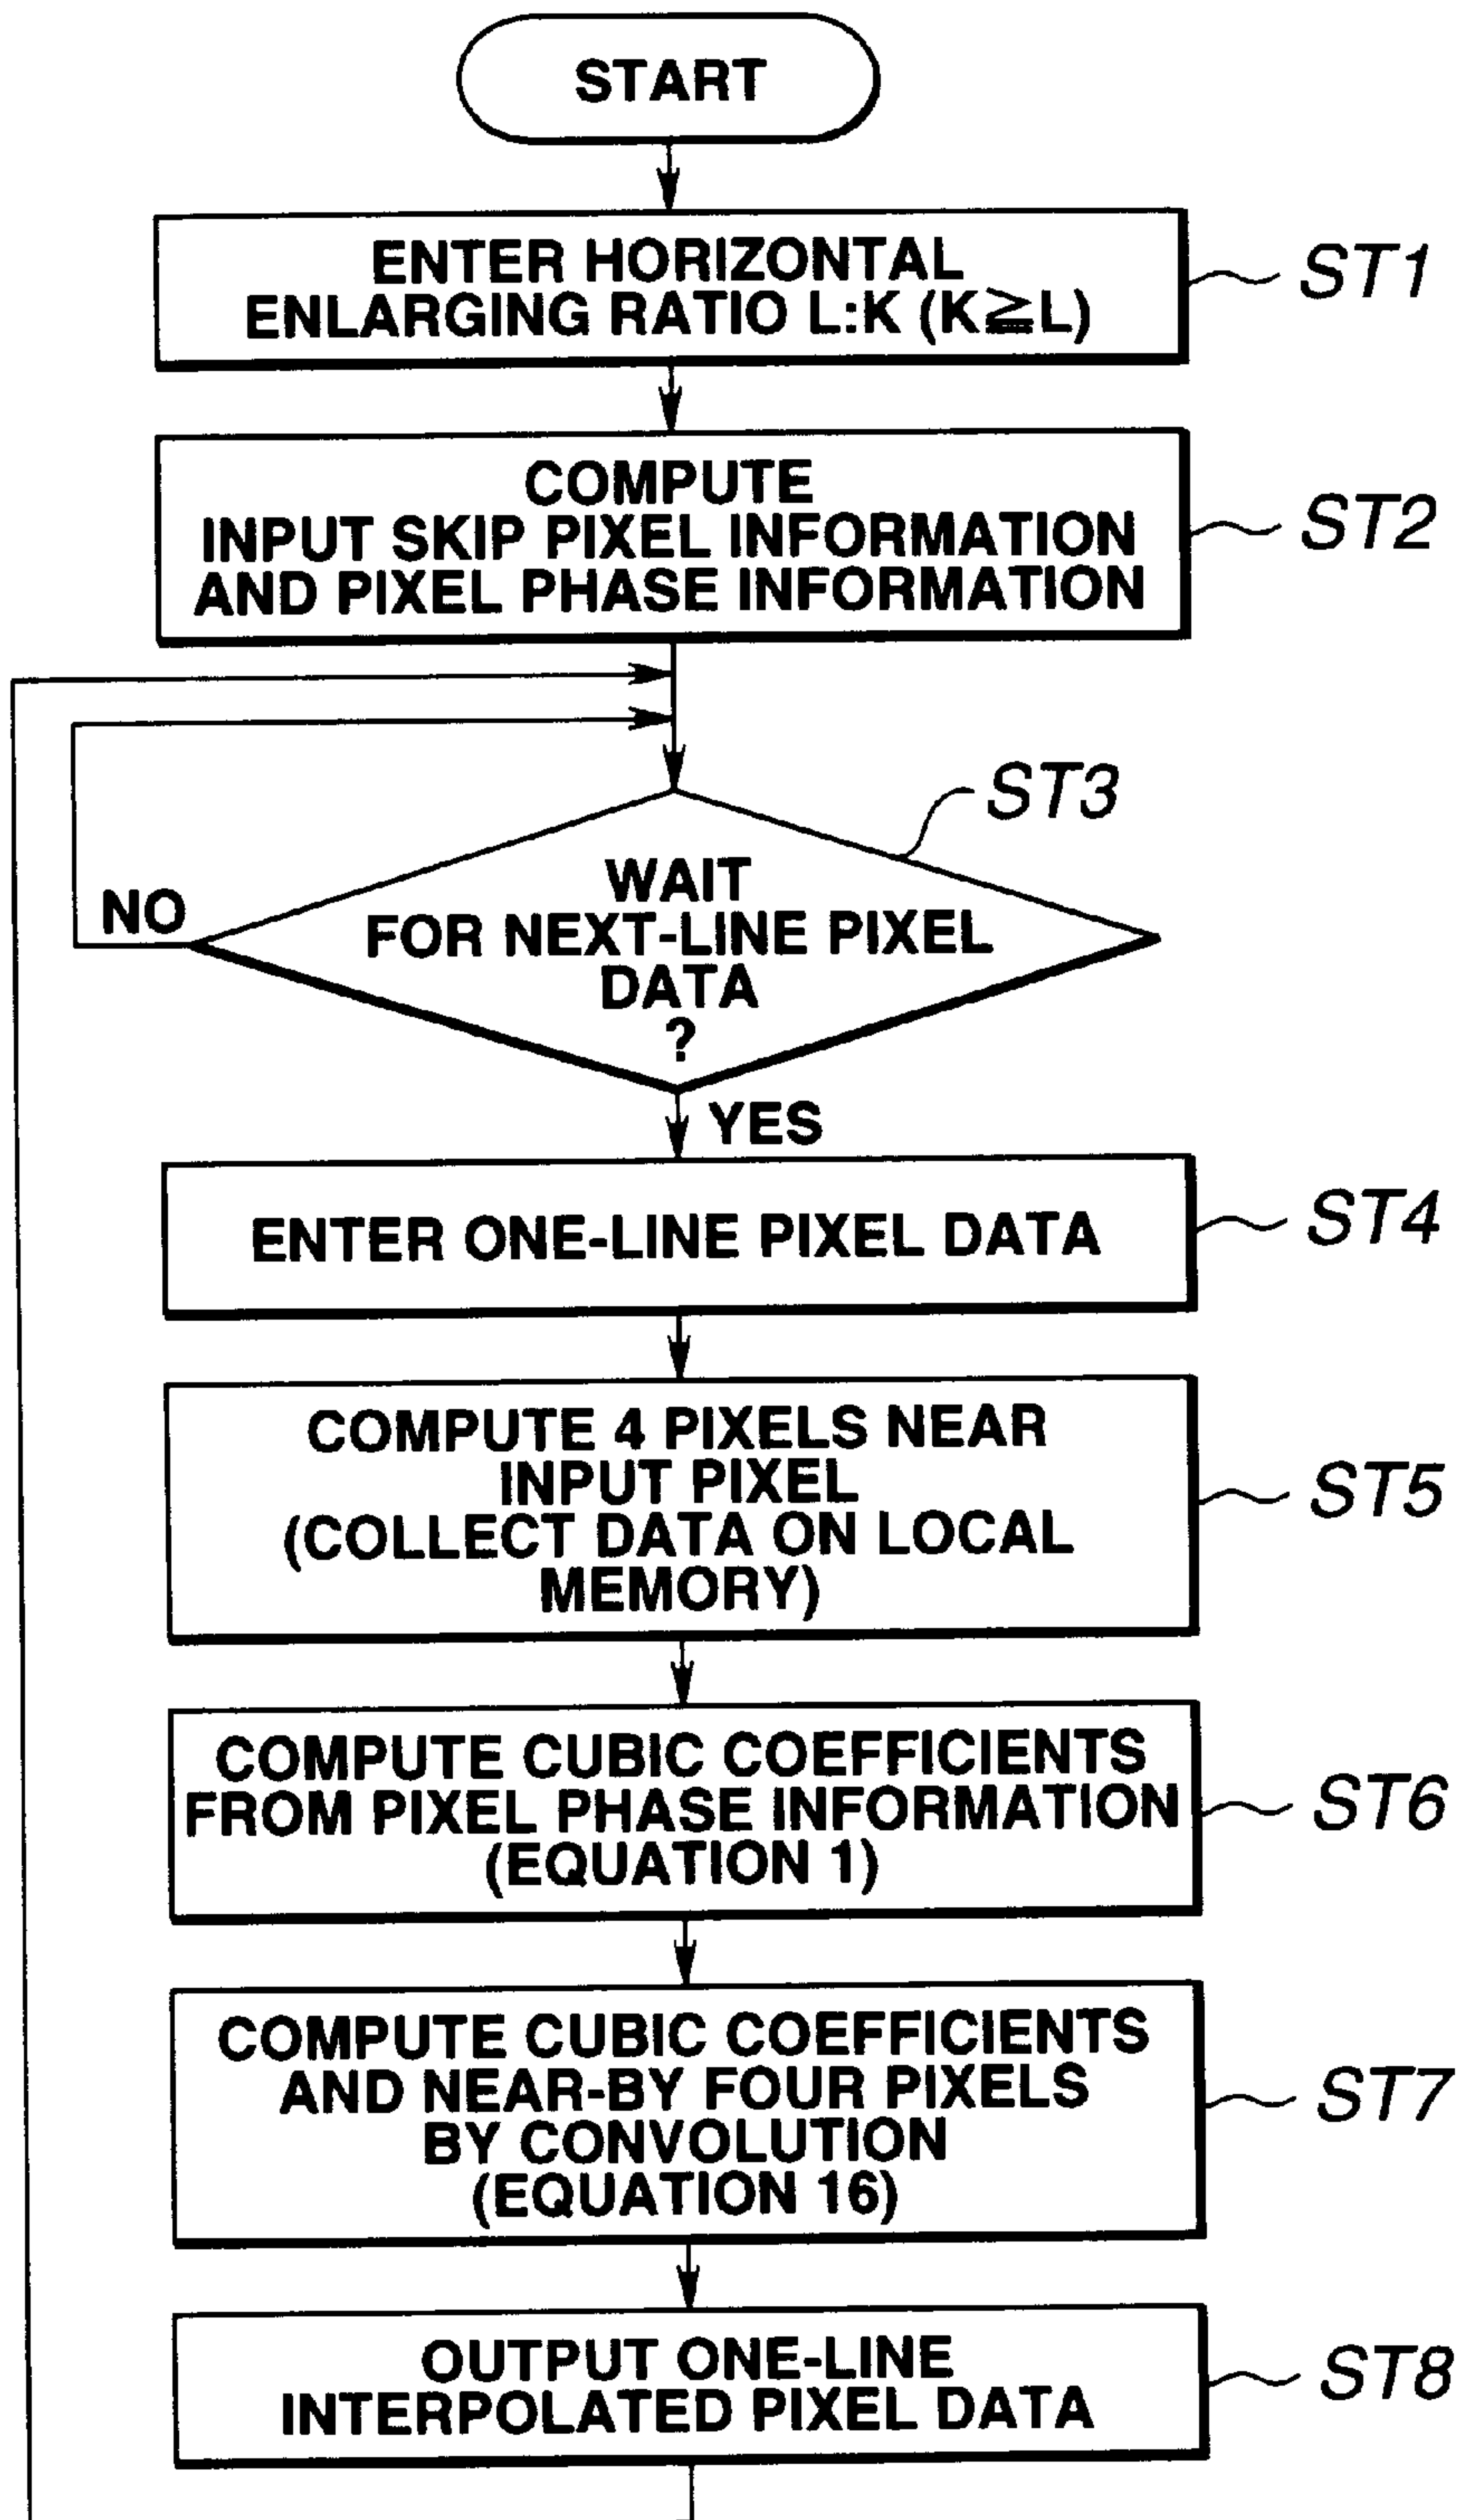 START
ENTER HORIZONTAL
ENLARGING RATIO L:K (K≧L)
ST1
COMPUTE
INPUT SKIP PIXEL INFORMATION
AND PIXEL PHASE INFORMATION
ST2
ST3
WAIT
FOR NEXT-LINE PIXEL
DATA
?
NO
YES
ENTER ONE-LINE PIXEL DATA
ST4
COMPUTE 4 PIXELS NEAR
INPUT PIXEL
(COLLECT DATA ON LOCAL
MEMORY)
ST5
COMPUTE CUBIC COEFFICIENTS
FROM PIXEL PHASE INFORMATION
(EQUATION 1)
ST6
COMPUTE CUBIC COEFFICIENTS
AND NEAR-BY FOUR PIXELS
BY CONVOLUTION
(EQUATION 16)
ST7
OUTPUT ONE-LINE
INTERPOLATED PIXEL DATA
ST8